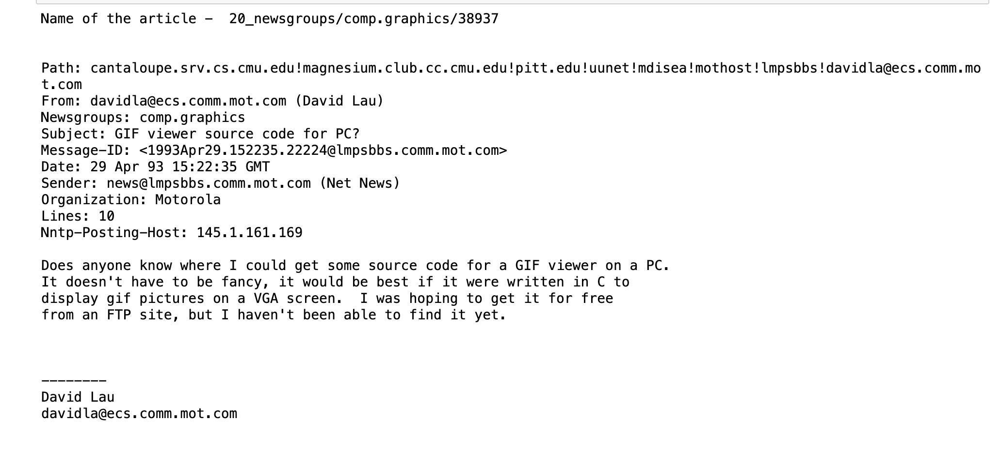 Name of the article -  20_newsgroups/comp.graphics/38937
Path: cantaloupe.srv.cs.cmu.edu!magnesium.club.cc.cmu.edu!pitt.edu!uunet!mdisea!mothost!lmpsbbs!davidla@ecs.comm.mo
t.com
From: davidla@ecs.comm.mot.com (David Lau)
Newsgroups: comp.graphics
Subject: GIF viewer source code for PC?
Message-ID: <1993Apr29.152235.22224@lmpsbbs.comm.mot.com>
Date: 29 Apr 93 15:22:35 GMT
Sender: news@lmpsbbs.comm.mot.com (Net News)
Organization: Motorola
Lines: 10
Nntp-Posting-Host: 145.1.161.169
Does anyone know where I could get some source code for a GIF viewer on a PC.
It doesn't have to be fancy, it would be best if it were written in C to
display gif pictures on a VGA screen.  I was hoping to get it for free
from an FTP site, but I haven't been able to find it yet.
--------
David Lau
davidla@ecs.comm.mot.com